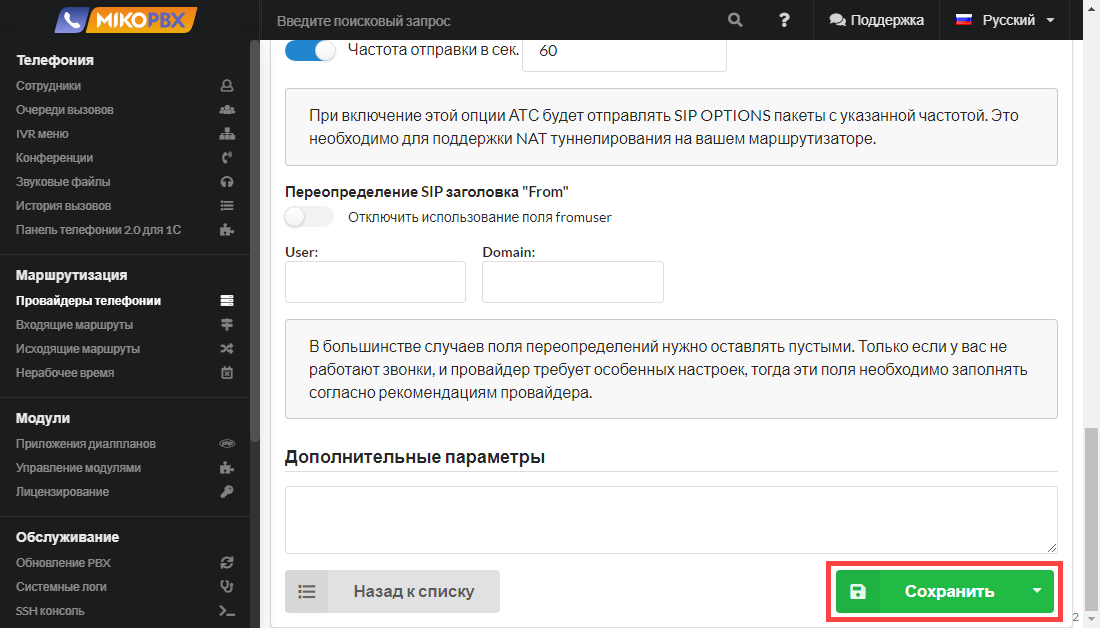 MIKOPBX
Введите поисковый запрос
?
Поддержка
Русский
Телефония
Сотрудники
Очереди вызовов
IVR меню
Конференции
Звуковые файлы
История вызовов
Панель телефонии 2.0 для 1С
Маршрутизация
Провайдеры телефонии
Входящие маршруты
Исходящие маршруты
Нерабочее время
Модули
Приложения диалпланов
Управление модулями
Лицензирование
Обслуживание
Обновление PBX
Системные логи
SSH консоль
Частота отправки в сек.
60
При включение этой опции АТС будет отправлять SIP OPTIONS пакеты с указанной частотой. Это
необходимо для поддержки NAT туннелирования на вашем маршрутизаторе.
Переопределение SIP заголовка "From"
Отключить использование поля fromuser
User:
Domain:
В большинстве случаев поля переопределений нужно оставлять пустыми. Только если у вас не
работают звонки, и провайдер требует особенных настроек, тогда эти поля необходимо заполнять
согласно рекомендациям провайдера.
Дополнительные параметры
Назад к списку
Сохранить
2